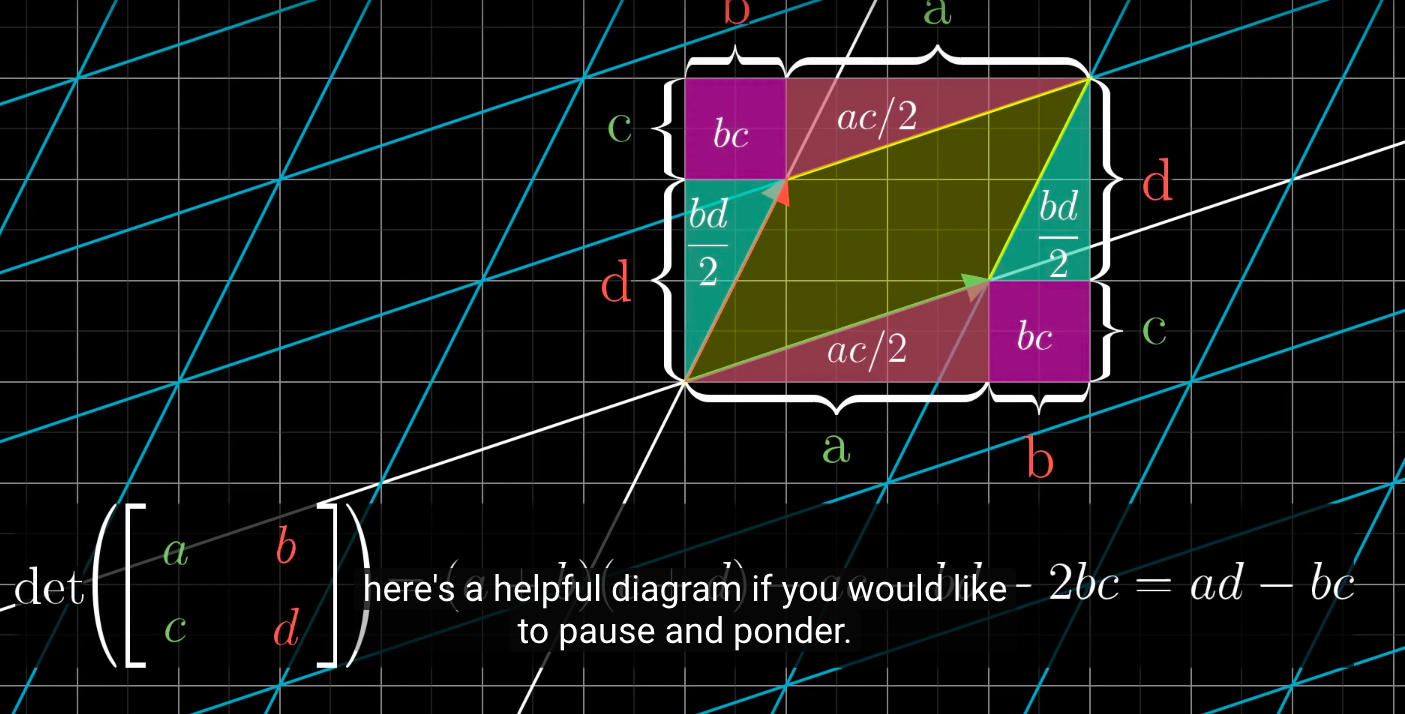 b a
c bc ac/2
d bd/2 bd/2 d
ac/2 bc c
a b
det([a b
c d]) - 2bc = ad - bc
here's a helpful diagram if you would like
to pause and ponder.